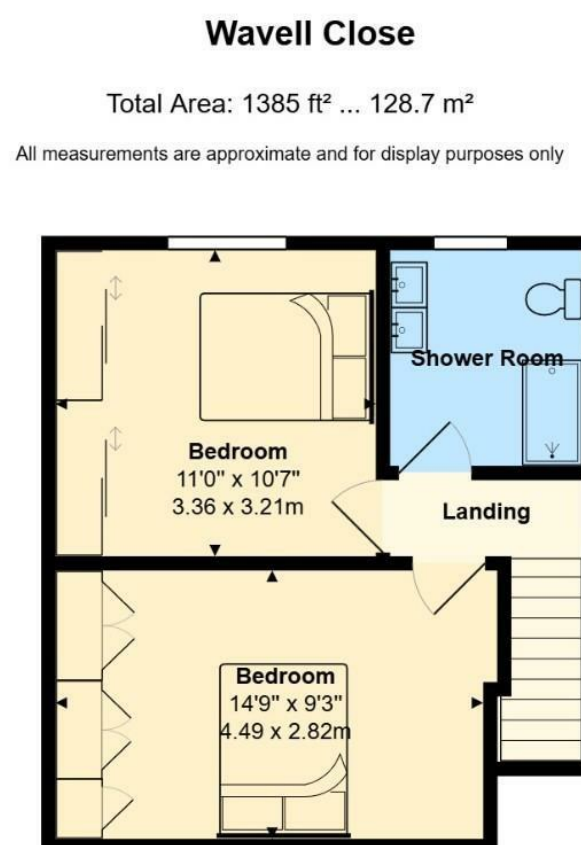 Wavell Close
Total Area: 1385 ft² ... 128.7 m²
All measurements are approximate and for display purposes only
Shower Room
Bedroom
11'0" x 10'7"
3.36 x 3.21m
Landing
Bedroom
14'9" x 9'3"
4.49 x 2.82m